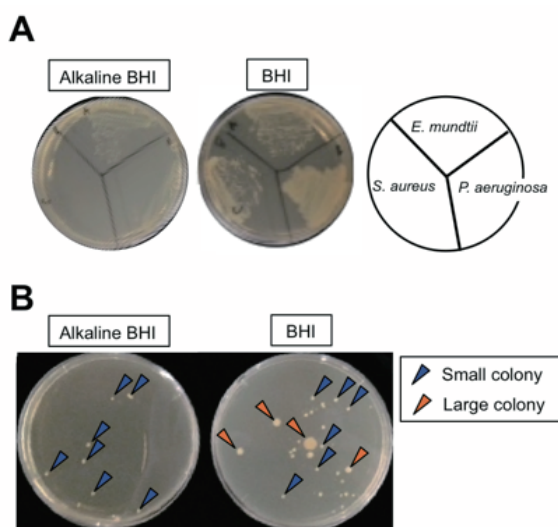 A
Alkaline BHI
BHI
E. mundtii
S. aureus
P. aeruginosa
B
Alkaline BHI
BHI
Small colony
Large colony